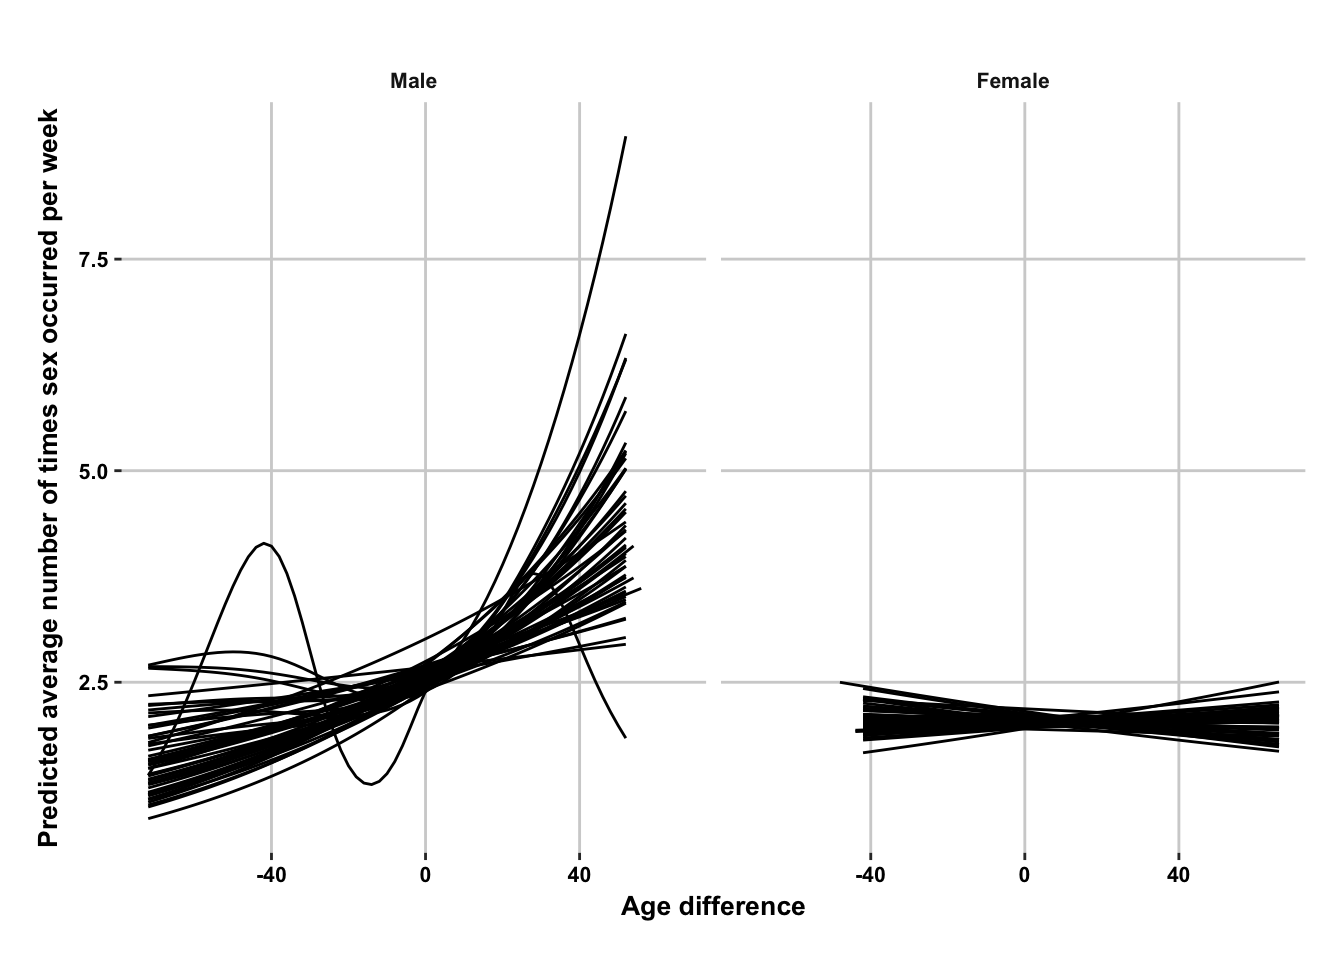 Male Female
Predicted average number of times sex occurred per week
7.5
5.0
2.5
-40 0 40 -40 0 40
Age difference